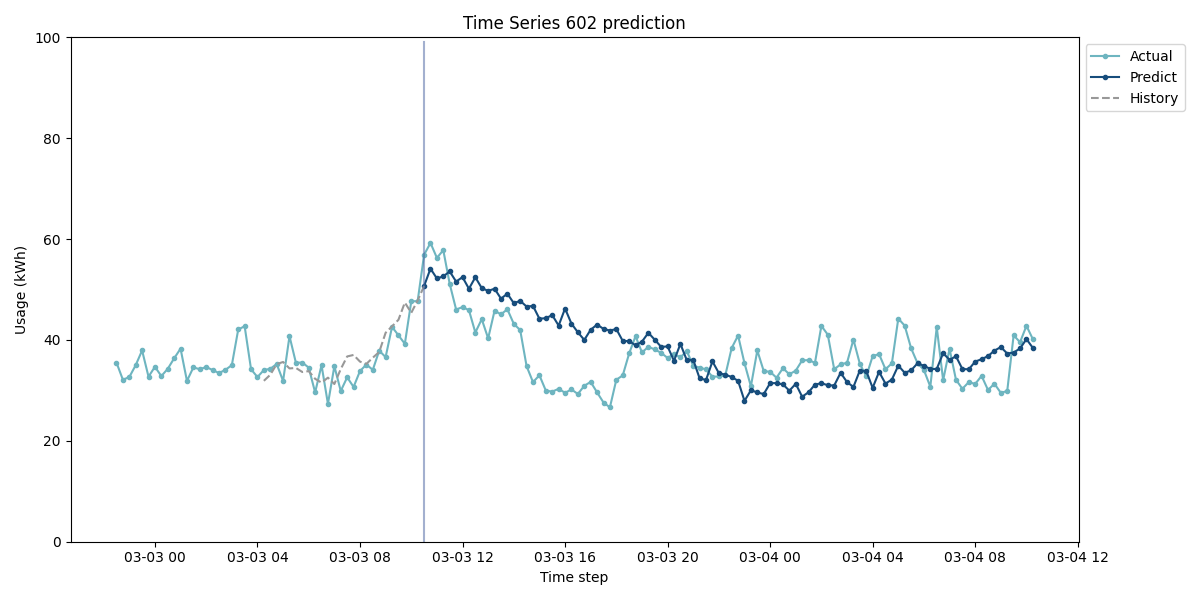 Time Series 602 prediction
100
80
60
40
20
0
Usage (kWh)
03-03 00
03-03 04
03-03 08
03-03 12
03-03 16
03-03 20
03-04 00
03-04 04
03-04 08
03-04 12
Time step
Actual
Predict
History